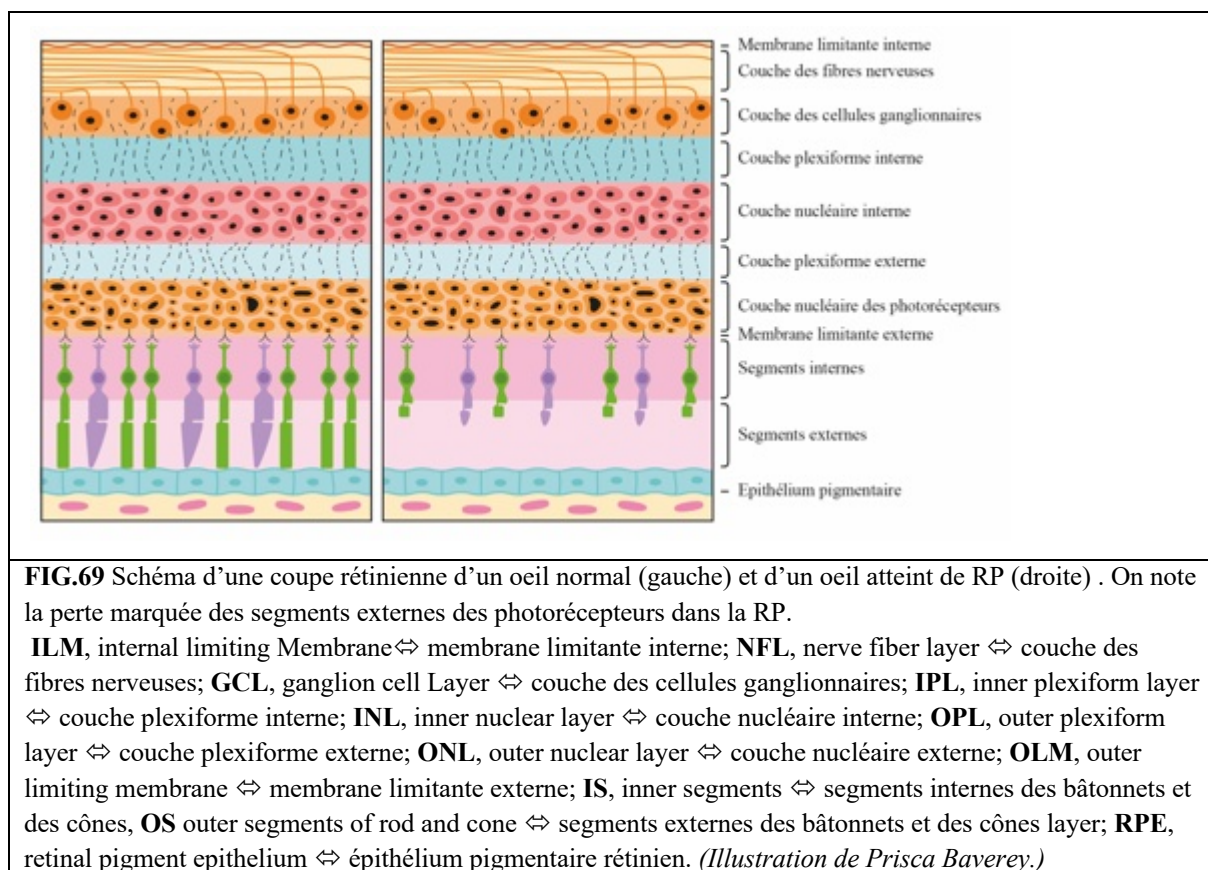 Membrane limitante interne
Couche des fibres nerveuses
Couche des cellules ganglionnaires
Couche plexiforme interne
Couche nucléaire interne
Couche plexiforme externe
Couche nucléaire des photorécepteurs
Membrane limitante externe
Segments internes
Segments externes
Epithélium pigmentaire
FIG.69 Schéma d'une coupe rétinienne d'un oeil normal (gauche) et d'un oeil atteint de RP (droite) . On note
la perte marquée des segments externes des photorécepteurs dans la RP.
ILM, internal limiting Membrane⇔ membrane limitante interne; NFL, nerve fiber layer ⇔ couche des
fibres nerveuses; GCL, ganglion cell Layer ⇔ couche des cellules ganglionnaires; IPL, inner plexiform layer
⇔ couche plexiforme interne; INL, inner nuclear layer ⇔ couche nucléaire interne; OPL, outer plexiform
layer ⇔ couche plexiforme externe; ONL, outer nuclear layer ⇔ couche nucléaire externe; OLM, outer
limiting membrane ⇔ membrane limitante externe; IS, inner segments ⇔ segments internes des bâtonnets et
des cônes, OS outer segments of rod and cone ⇔ segments externes des bâtonnets et des cônes layer; RPE,
retinal pigment epithelium ⇔ épithélium pigmentaire rétinien. (Illustration de Prisca Baverey.)